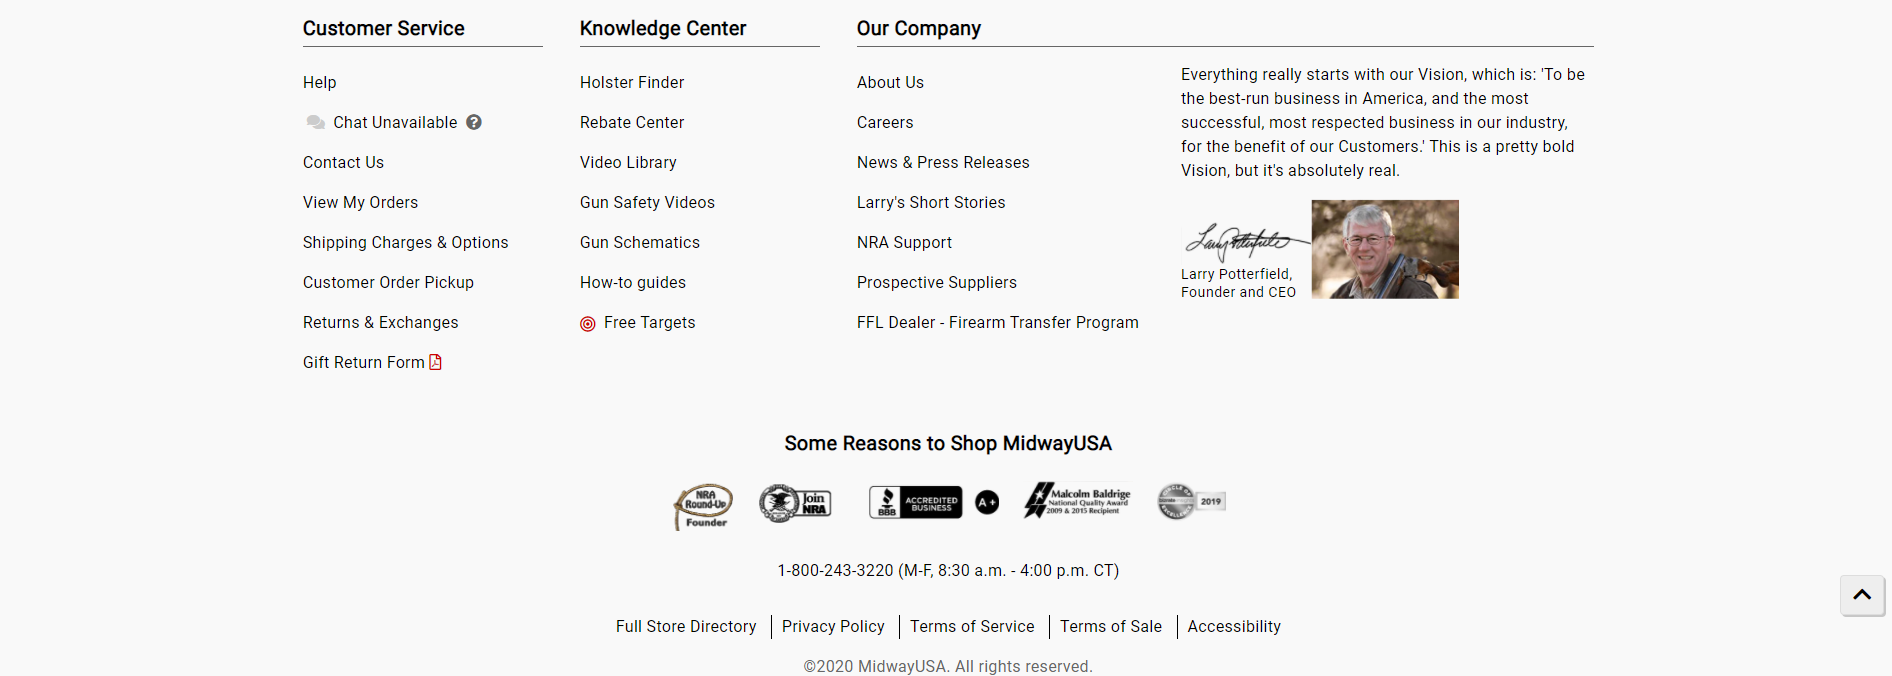 Customer Service
Help
Chat Unavailable ?
Contact Us
View My Orders
Shipping Charges & Options
Customer Order Pickup
Returns & Exchanges
Gift Return Form
Knowledge Center
Holster Finder
Rebate Center
Video Library
Gun Safety Videos
Gun Schematics
How-to guides
Free Targets
Our Company
About Us
Careers
News & Press Releases
Larry's Short Stories
NRA Support
Prospective Suppliers
FFL Dealer - Firearm Transfer Program
Everything really starts with our Vision, which is: 'To be
the best-run business in America, and the most
successful, most respected business in our industry,
for the benefit of our Customers.' This is a pretty bold
Vision, but it's absolutely real.
Larry Potterfield
Larry Potterfield,
Founder and CEO
Some Reasons to Shop MidwayUSA
NRA
Round-Up
Founder
Join
NRA
BBB
ACCREDITED
BUSINESS
A+
Malcolm Baldrige
National Quality Award
2009 & 2015 Recipient
CIRCLE OF
EXCELLENCE
2019
1-800-243-3220 (M-F, 8:30 a.m. - 4:00 p.m. CT)
Full Store Directory
Privacy Policy
Terms of Service
Terms of Sale
Accessibility
©2020 MidwayUSA. All rights reserved.